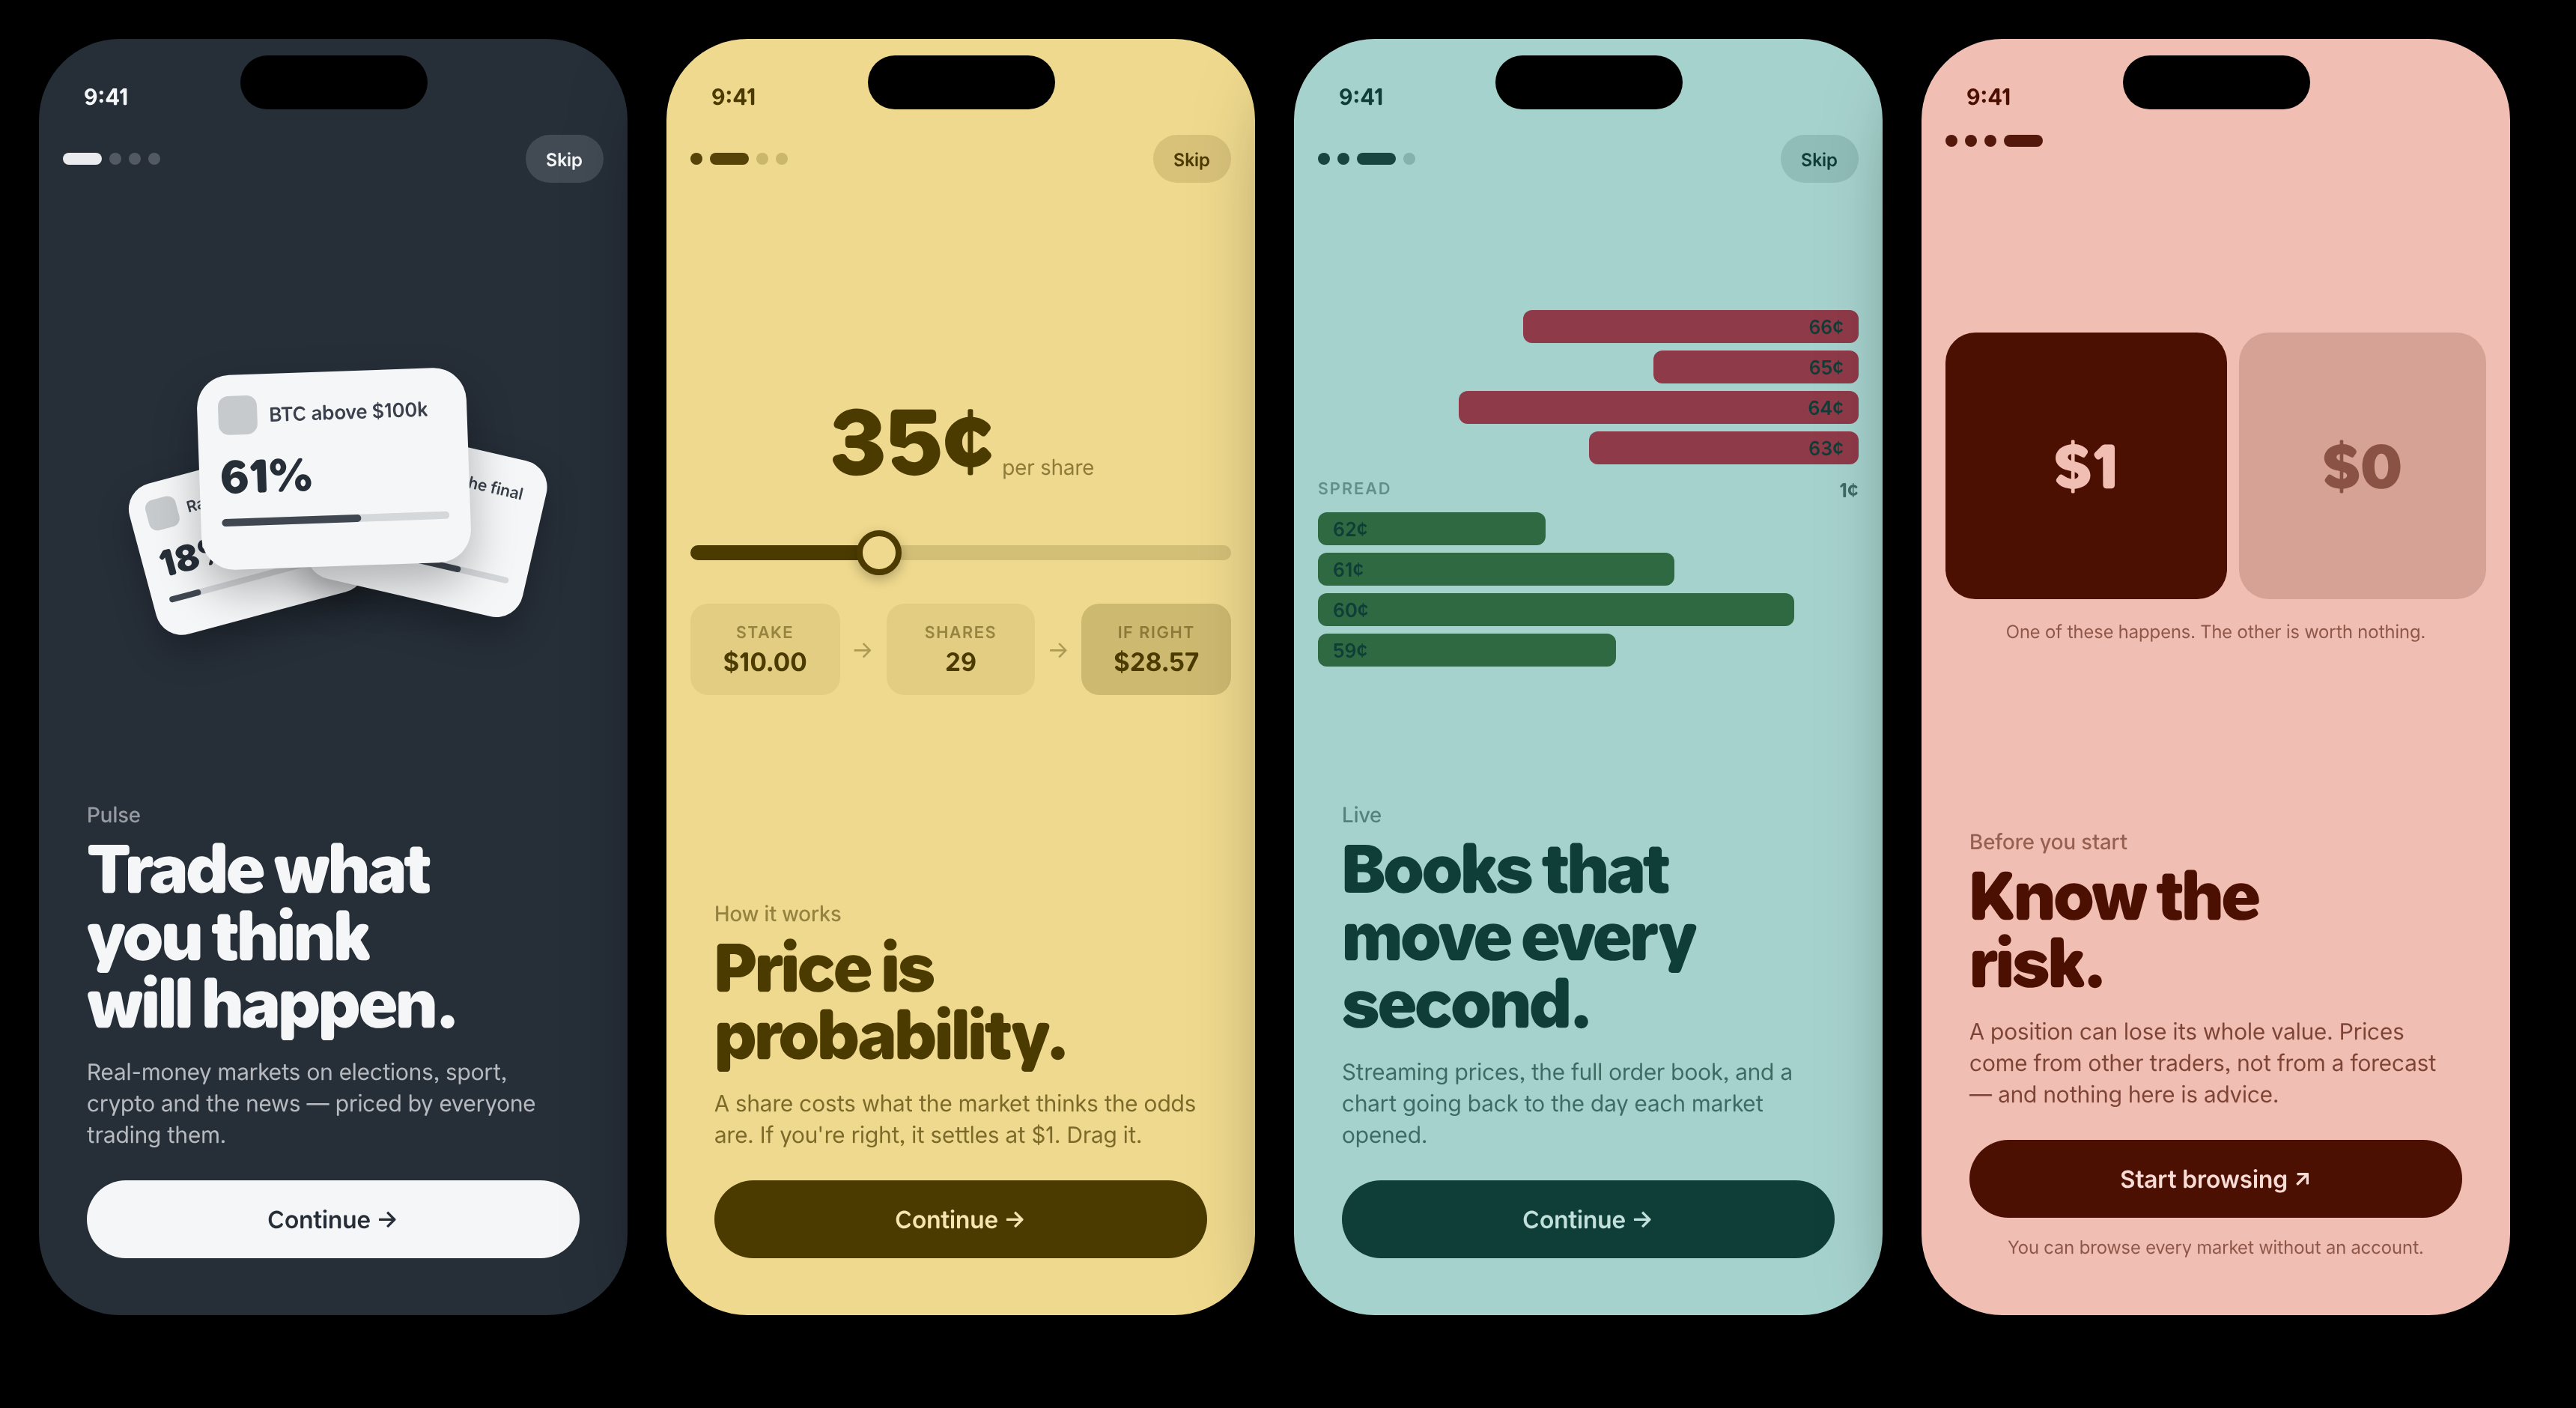 9:41
Skip
BTC above $100k
61%
Ra
18%
he final
Pulse
Trade what
you think
will happen.
Real-money markets on elections, sport,
crypto and the news — priced by everyone
trading them.
Continue →
9:41
Skip
35¢ per share
STAKE
$10.00
→
SHARES
29
→
IF RIGHT
$28.57
How it works
Price is
probability.
A share costs what the market thinks the odds
are. If you're right, it settles at $1. Drag it.
Continue →
9:41
Skip
66¢
65¢
64¢
63¢
SPREAD 1¢
62¢
61¢
60¢
59¢
Live
Books that
move every
second.
Streaming prices, the full order book, and a
chart going back to the day each market
opened.
Continue →
9:41
$1
$0
One of these happens. The other is worth nothing.
Before you start
Know the
risk.
A position can lose its whole value. Prices
come from other traders, not from a forecast
— and nothing here is advice.
Start browsing ↗
You can browse every market without an account.